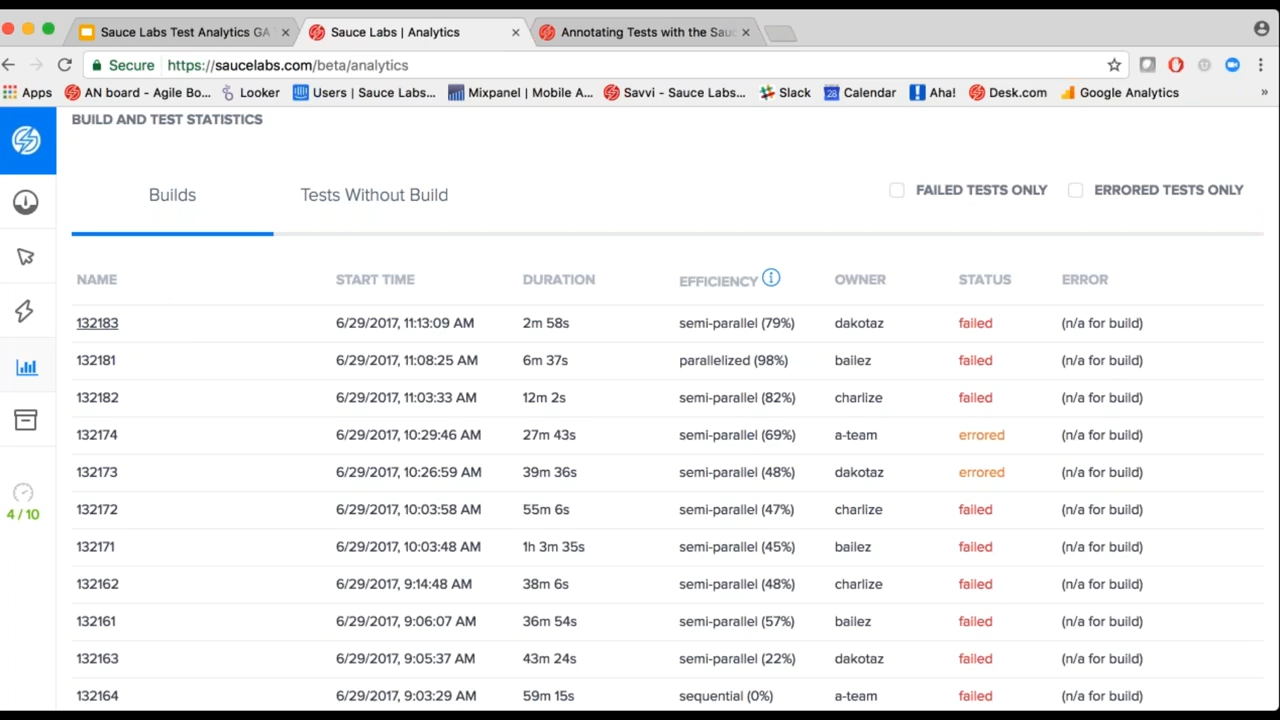 Sauce Labs Test Analytics GA
Sauce Labs | Analytics
Annotating Tests with the Sauc
Secure https://saucelabs.com/beta/analytics
Apps AN board - Agile Bo... Looker Users | Sauce Labs... Mixpanel | Mobile A... Savvi - Sauce Labs... Slack 28 Calendar Aha! Desk.com Google Analytics »
BUILD AND TEST STATISTICS
Builds Tests Without Build FAILED TESTS ONLY ERRORED TESTS ONLY
NAME START TIME DURATION EFFICIENCY OWNER STATUS ERROR
132183 6/29/2017, 11:13:09 AM 2m 58s semi-parallel (79%) dakotaz failed (n/a for build)
132181 6/29/2017, 11:08:25 AM 6m 37s parallelized (98%) bailez failed (n/a for build)
132182 6/29/2017, 11:03:33 AM 12m 2s semi-parallel (82%) charlize failed (n/a for build)
132174 6/29/2017, 10:29:46 AM 27m 43s semi-parallel (69%) a-team errored (n/a for build)
132173 6/29/2017, 10:26:59 AM 39m 36s semi-parallel (48%) dakotaz errored (n/a for build)
132172 6/29/2017, 10:03:58 AM 55m 6s semi-parallel (47%) charlize failed (n/a for build)
132171 6/29/2017, 10:03:48 AM 1h 3m 35s semi-parallel (45%) bailez failed (n/a for build)
132162 6/29/2017, 9:14:48 AM 38m 6s semi-parallel (48%) charlize failed (n/a for build)
132161 6/29/2017, 9:06:07 AM 36m 54s semi-parallel (57%) bailez failed (n/a for build)
132163 6/29/2017, 9:05:37 AM 43m 24s semi-parallel (22%) dakotaz failed (n/a for build)
132164 6/29/2017, 9:03:29 AM 59m 15s sequential (0%) a-team failed (n/a for build)
4 / 10